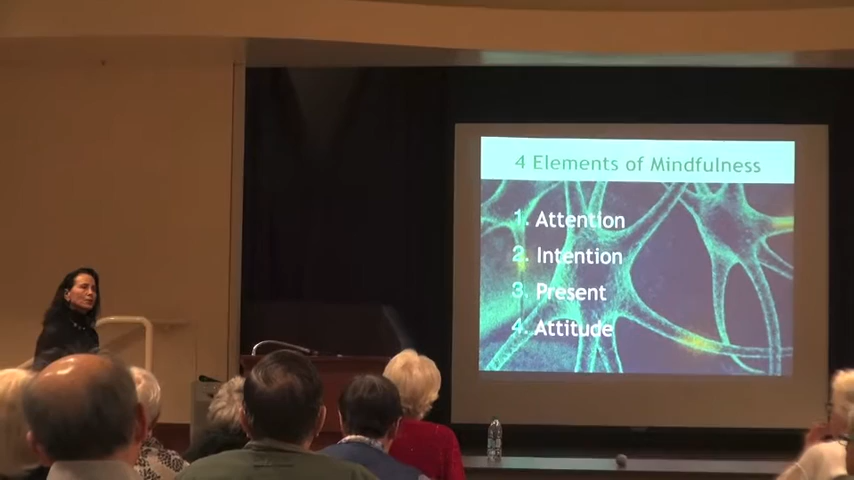 4 Elements of Mindfulness
1. Attention
2. Intention
3. Present
4. Attitude